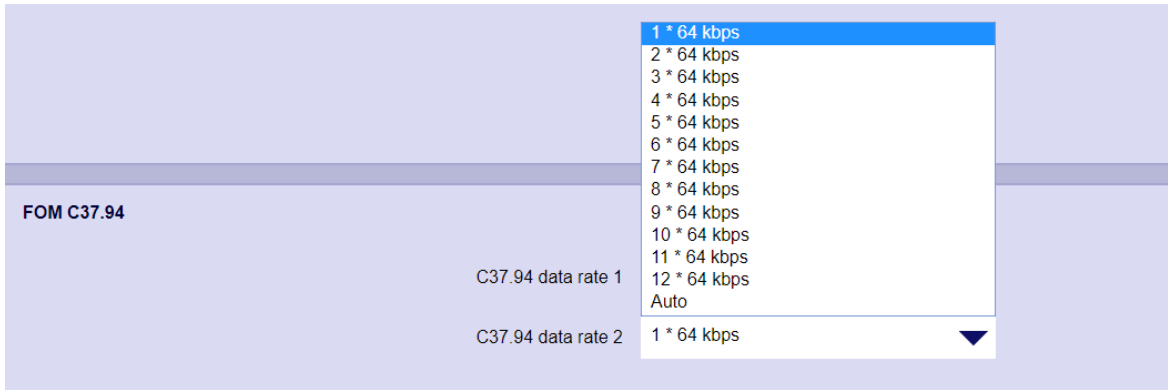 1 * 64 kbps
2 * 64 kbps
3 * 64 kbps
4 * 64 kbps
5 * 64 kbps
6 * 64 kbps
7 * 64 kbps
8 * 64 kbps
9 * 64 kbps
10 * 64 kbps
11 * 64 kbps
12 * 64 kbps
Auto
FOM C37.94
C37.94 data rate 1
C37.94 data rate 2 1 * 64 kbps